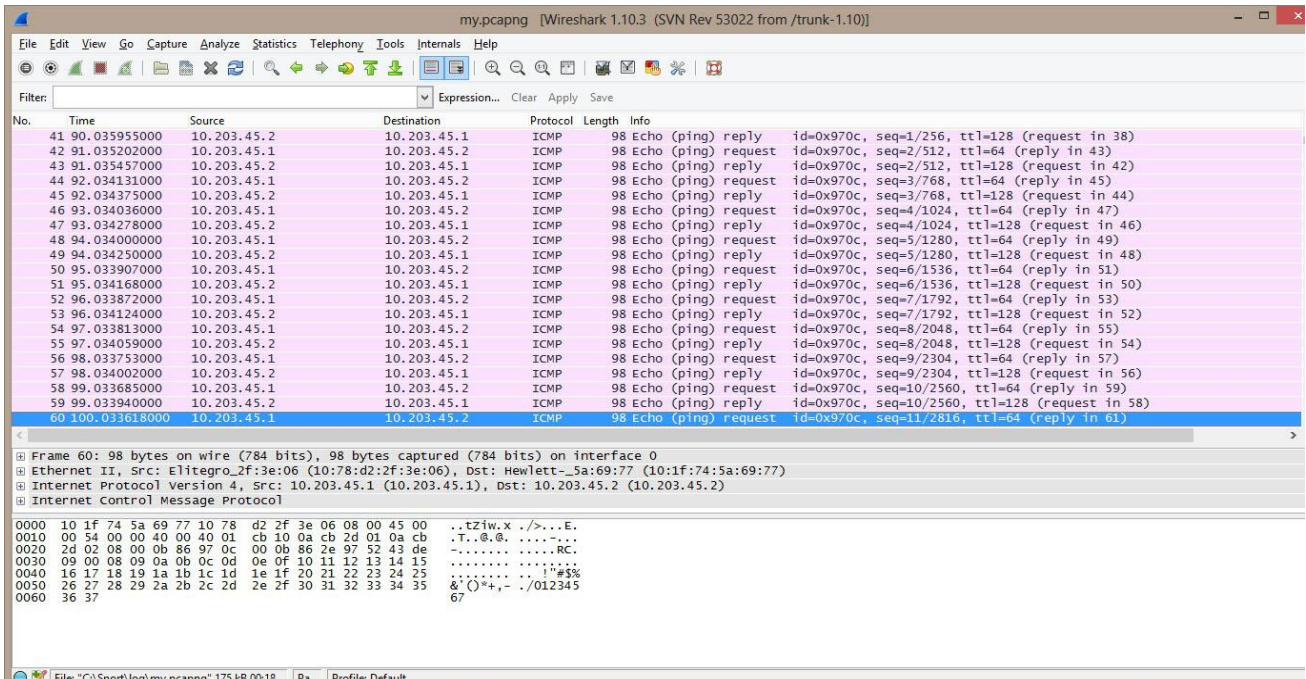 my.pcapng [Wireshark 1.10.3 (SVN Rev 53022 from /trunk-1.10)]
File Edit View Go Capture Analyze Statistics Telephony Tools Internals Help
Filter: Expression... Clear Apply Save
No. Time Source Destination Protocol Length Info
41 90.035955000 10.203.45.2 10.203.45.1 ICMP 98 Echo (ping) reply id=0x970c, seq=1/256, ttl=128 (request in 38)
42 91.035202000 10.203.45.1 10.203.45.2 ICMP 98 Echo (ping) request id=0x970c, seq=2/512, ttl=64 (reply in 43)
43 91.035457000 10.203.45.2 10.203.45.1 ICMP 98 Echo (ping) reply id=0x970c, seq=2/512, ttl=128 (request in 42)
44 92.034131000 10.203.45.1 10.203.45.2 ICMP 98 Echo (ping) request id=0x970c, seq=3/768, ttl=64 (reply in 45)
45 92.034375000 10.203.45.2 10.203.45.1 ICMP 98 Echo (ping) reply id=0x970c, seq=3/768, ttl=128 (request in 44)
46 93.034036000 10.203.45.1 10.203.45.2 ICMP 98 Echo (ping) request id=0x970c, seq=4/1024, ttl=64 (reply in 47)
47 93.034278000 10.203.45.2 10.203.45.1 ICMP 98 Echo (ping) reply id=0x970c, seq=4/1024, ttl=128 (request in 46)
48 94.034000000 10.203.45.1 10.203.45.2 ICMP 98 Echo (ping) request id=0x970c, seq=5/1280, ttl=64 (reply in 49)
49 94.034250000 10.203.45.2 10.203.45.1 ICMP 98 Echo (ping) reply id=0x970c, seq=5/1280, ttl=128 (request in 48)
50 95.033907000 10.203.45.1 10.203.45.2 ICMP 98 Echo (ping) request id=0x970c, seq=6/1536, ttl=64 (reply in 51)
51 95.034168000 10.203.45.2 10.203.45.1 ICMP 98 Echo (ping) reply id=0x970c, seq=6/1536, ttl=128 (request in 50)
52 96.033872000 10.203.45.1 10.203.45.2 ICMP 98 Echo (ping) request id=0x970c, seq=7/1792, ttl=64 (reply in 53)
53 96.034124000 10.203.45.2 10.203.45.1 ICMP 98 Echo (ping) reply id=0x970c, seq=7/1792, ttl=128 (request in 52)
54 97.033813000 10.203.45.1 10.203.45.2 ICMP 98 Echo (ping) request id=0x970c, seq=8/2048, ttl=64 (reply in 55)
55 97.034059000 10.203.45.2 10.203.45.1 ICMP 98 Echo (ping) reply id=0x970c, seq=8/2048, ttl=128 (request in 54)
56 98.033753000 10.203.45.1 10.203.45.2 ICMP 98 Echo (ping) request id=0x970c, seq=9/2304, ttl=64 (reply in 57)
57 98.034002000 10.203.45.2 10.203.45.1 ICMP 98 Echo (ping) reply id=0x970c, seq=9/2304, ttl=128 (request in 56)
58 99.033685000 10.203.45.1 10.203.45.2 ICMP 98 Echo (ping) request id=0x970c, seq=10/2560, ttl=64 (reply in 59)
59 99.033940000 10.203.45.2 10.203.45.1 ICMP 98 Echo (ping) reply id=0x970c, seq=10/2560, ttl=128 (request in 58)
60 100.033618000 10.203.45.1 10.203.45.2 ICMP 98 Echo (ping) request id=0x970c, seq=11/2816, ttl=64 (reply in 61)
Frame 60: 98 bytes on wire (784 bits), 98 bytes captured (784 bits) on interface 0
Ethernet II, Src: Elitegro_2f:3e:06 (10:78:d2:2f:3e:06), Dst: Hewlett-_5a:69:77 (10:1f:74:5a:69:77)
Internet Protocol Version 4, Src: 10.203.45.1 (10.203.45.1), Dst: 10.203.45.2 (10.203.45.2)
Internet Control Message Protocol
0000 10 1f 74 5a 69 77 10 78 d2 2f 3e 06 08 00 45 00 ..tZiw.x ./>...E.
0010 00 54 00 00 40 00 40 01 cb 10 0a cb 2d 01 0a cb .T..@.@. ....-...
0020 2d 02 08 00 0b 86 97 0c 00 0b 86 2e 97 52 43 de -....... .....RC.
0030 09 00 08 09 0a 0b 0c 0d 0e 0f 10 11 12 13 14 15 ........ ........
0040 16 17 18 19 1a 1b 1c 1d 1e 1f 20 21 22 23 24 25 ........ .. !"#$%
0050 26 27 28 29 2a 2b 2c 2d 2e 2f 30 31 32 33 34 35 &'()*+,- ./012345
0060 36 37 67
File: "C:\Snort\log\my.pcapng" 175 kB 00:18 Pa... Profile: Default